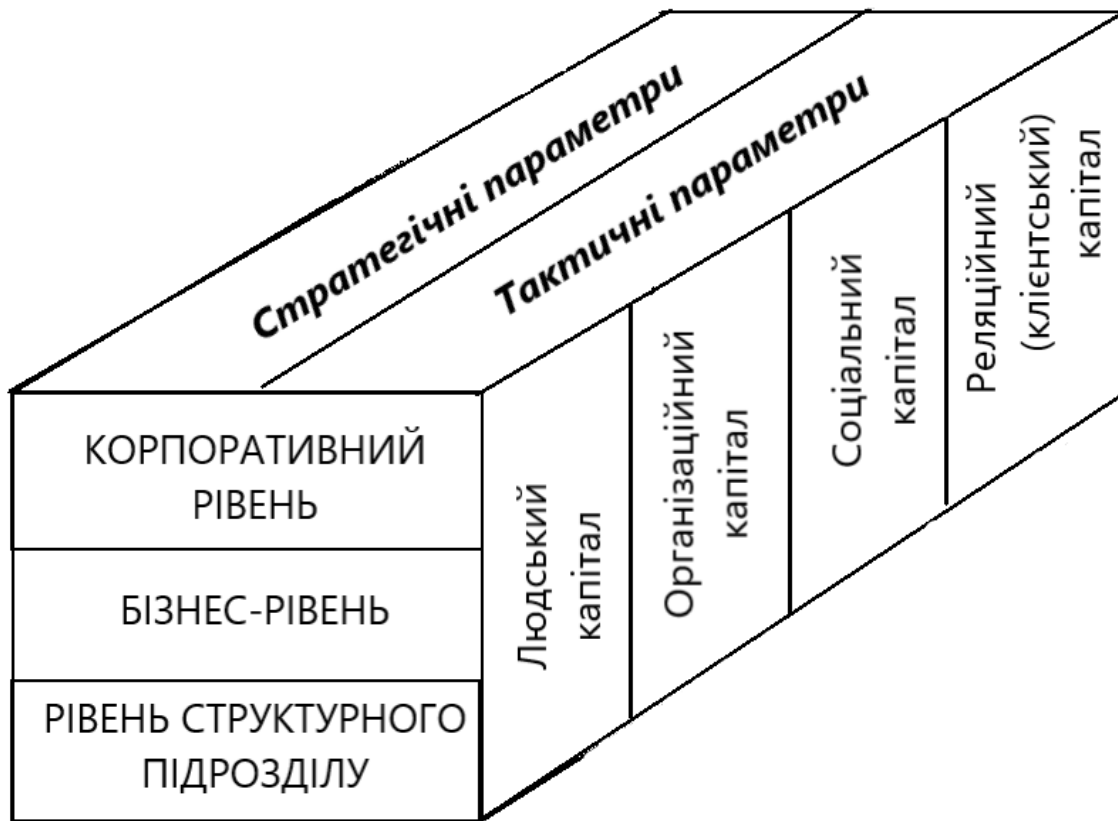 Стратегічні параметри
Тактичні параметри
КОРПОРАТИВНИЙ
РІВЕНЬ
БІЗНЕС-РІВЕНЬ
РІВЕНЬ СТРУКТУРНОГО
ПІДРОЗДІЛУ
Людський
капітал
Організаційний
капітал
Соціальний
капітал
Реляційний
(клієнтський)
капітал